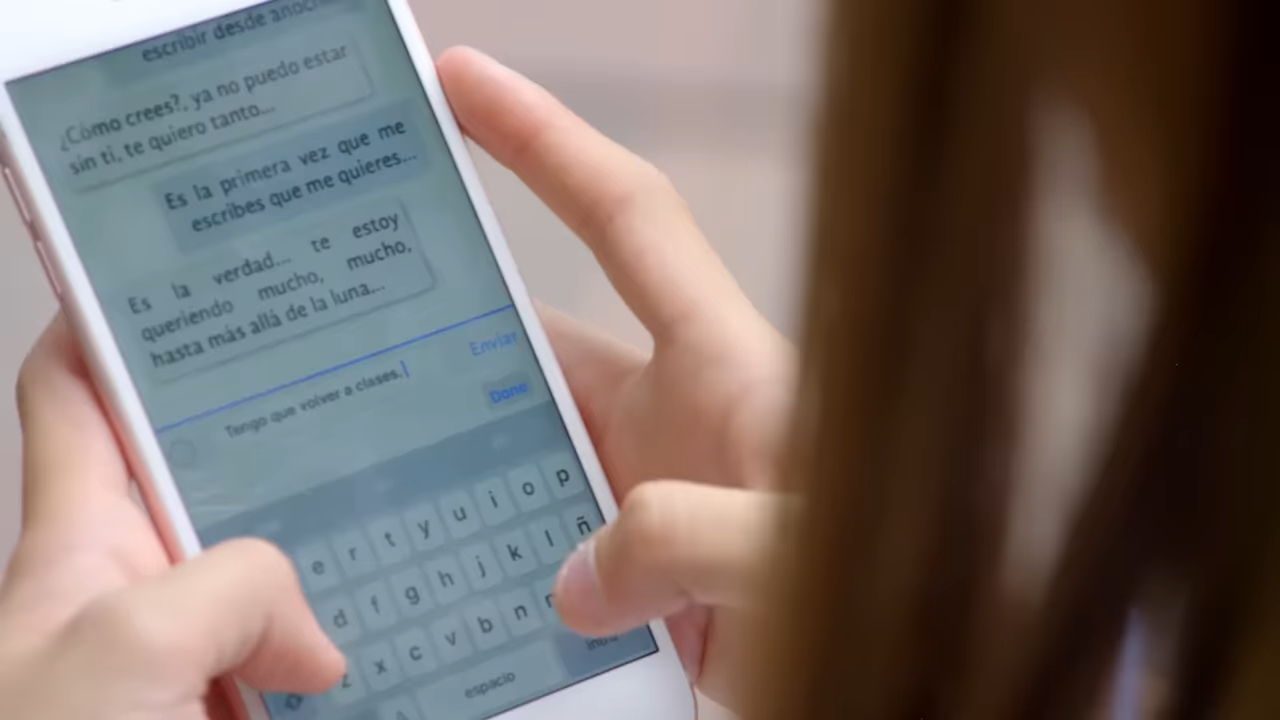 escribir desde anoc
¿Cómo crees?, ya no puedo estar
sin ti, te quiero tanto...
Es la primera vez que me
escribes que me quieres...
Es la verdad... te estoy
queriendo mucho, mucho,
hasta más allá de la luna...
Enviar
Tengo que volver a clases.
Done
e r t y u i o p
d f g h j k l ñ
z x c v b n
espacio
intro